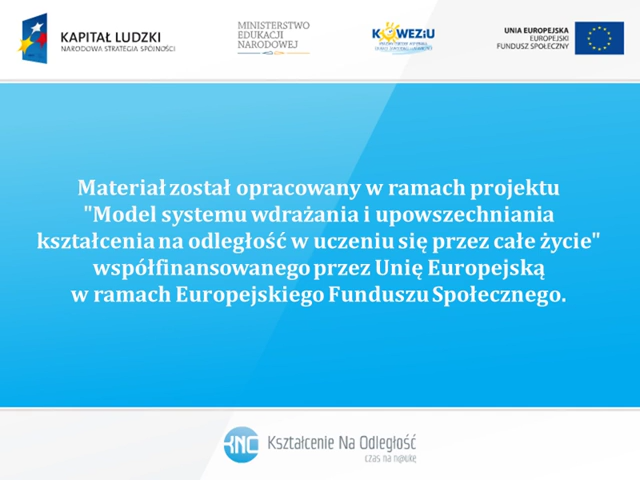 KAPITAŁ LUDZKI
NARODOWA STRATEGIA SPÓJNOŚCI
MINISTERSTWO
EDUKACJI
NARODOWEJ
KOWEZiU
UNIA EUROPEJSKA
EUROPEJSKI
FUNDUSZ SPOŁECZNY
Materiał został opracowany w ramach projektu
"Model systemu wdrażania i upowszechniania
kształcenia na odległość w uczeniu się przez całe życie"
współfinansowanego przez Unię Europejską
w ramach Europejskiego Funduszu Społecznego.
KNO Kształcenie Na Odległość
czas na naukę